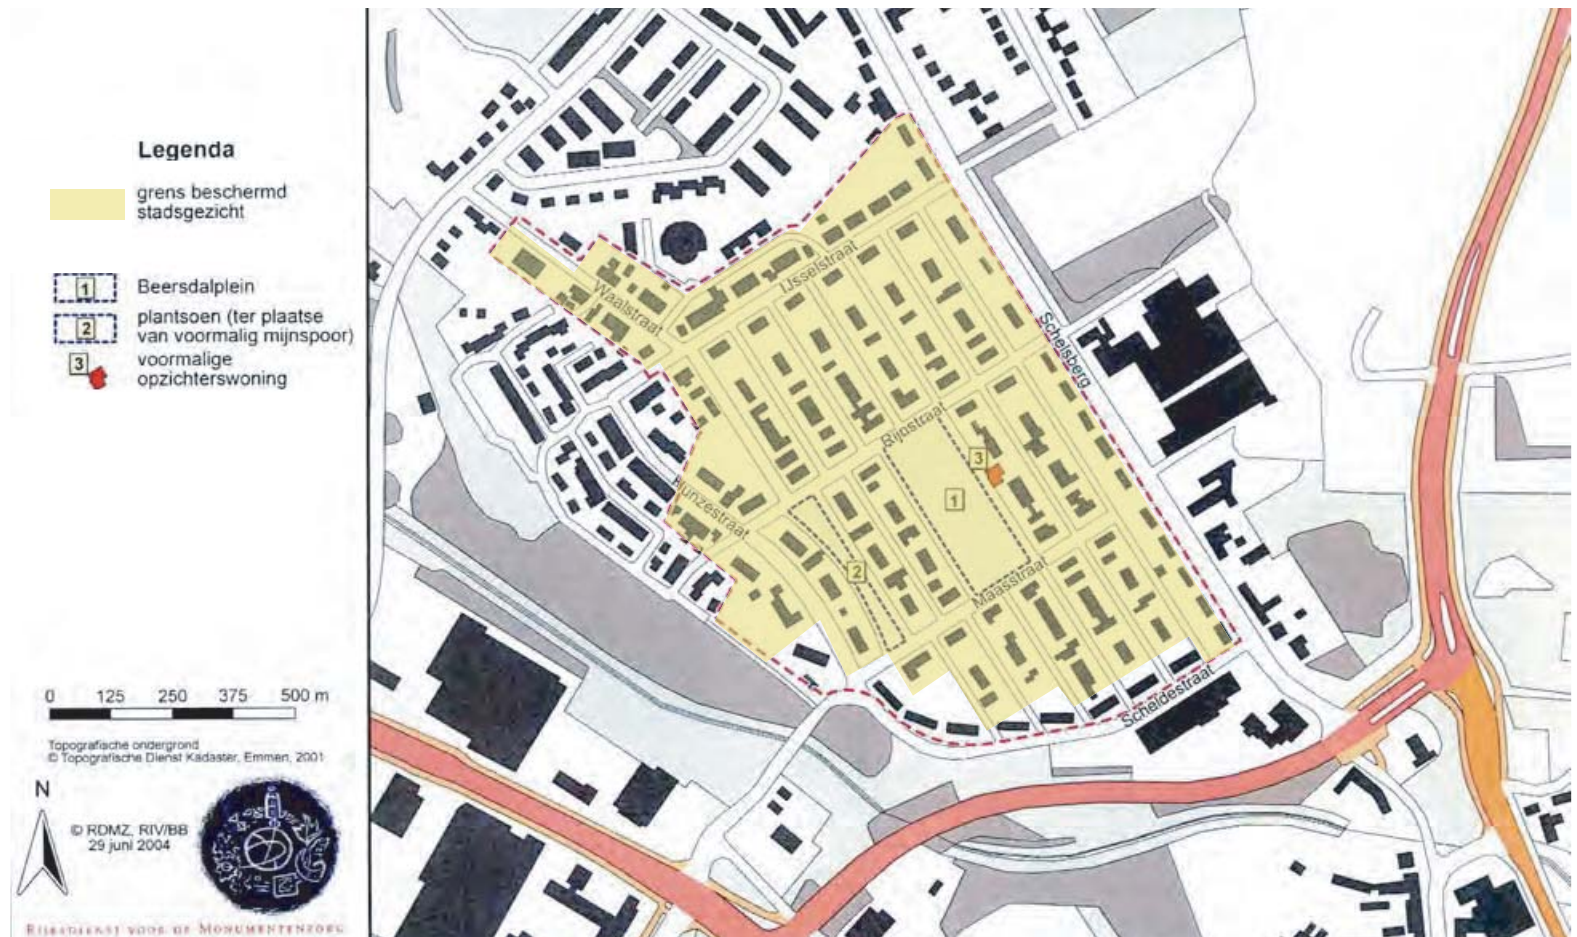 Legenda
grens beschermd
stadsgezicht
1
Beersdalplein
2
plantsoen (ter plaatse
van voormalig mijnspoor)
3
voormalige
opzichterswoning
0 125 250 375 500 m
Topografische ondergrond
© Topografische Dienst Kadaster, Emmen, 2001
N
© RDMZ, RIV/BB
29 juni 2004
RIJKSDIENST VOOR DE MONUMENTENZORG
IJsselstraat
Waalstraat
Schelsberg
Rijnstraat
3
1
Hunzestraat
2
Maasstraat
Scheldestraat